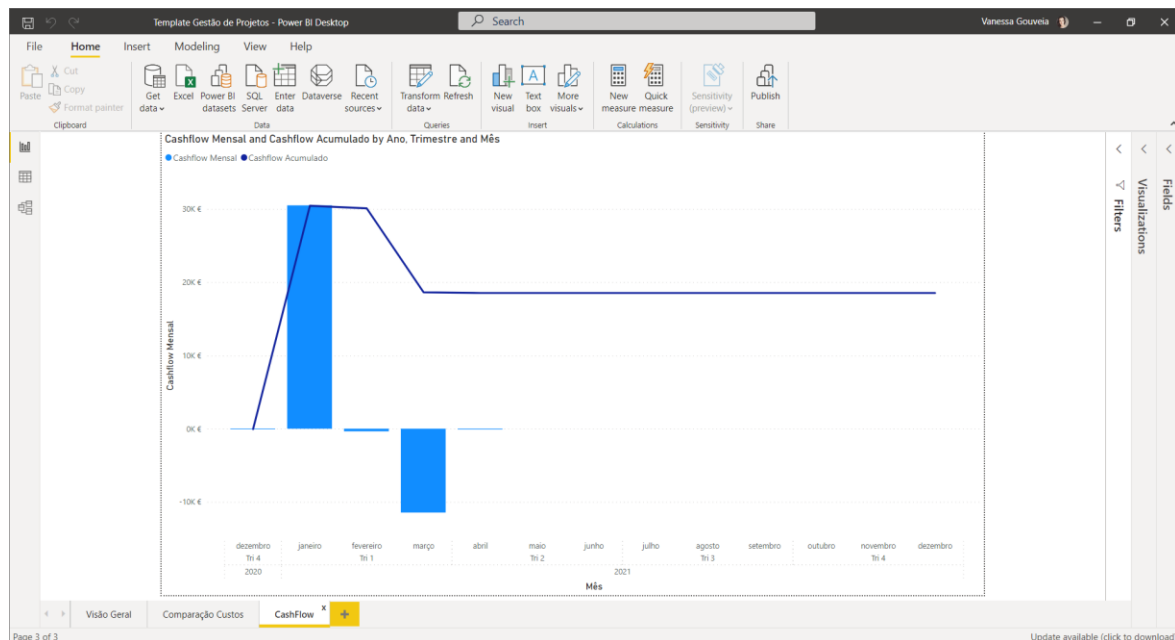 Template Gestão de Projetos - Power BI Desktop
Search
Vanessa Gouveia
File Home Insert Modeling View Help
Paste
Cut
Copy
Format painter
Clipboard
Get data
Excel
Power BI datasets
SQL Server
Enter data
Dataverse
Recent sources
Data
Transform data
Refresh
Queries
New visual
Text box
More visuals
Insert
New measure
Quick measure
Calculations
Sensitivity (preview)
Sensitivity
Publish
Share
Cashflow Mensal and Cashflow Acumulado by Ano, Trimestre and Mês
Cashflow Mensal Cashflow Acumulado
Cashflow Mensal
30K €
20K €
10K €
0K €
-10K €
dezembro janeiro fevereiro março abril maio junho julho agosto setembro outubro novembro dezembro
Tri 4 Tri 1 Tri 2 Tri 3 Tri 4
2020 2021
Mês
Filters
Visualizations
Fields
Visão Geral Comparação Custos CashFlow x +
Page 3 of 3
Update available (click to download)